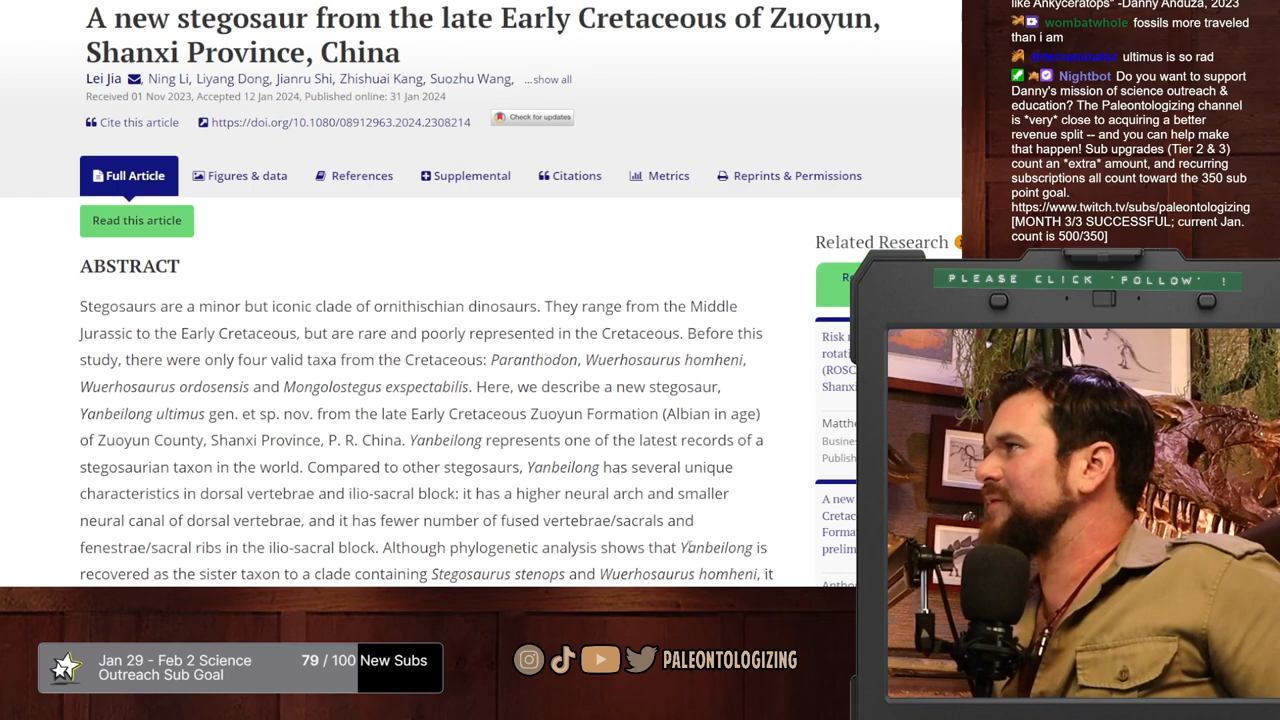 A new stegosaur from the late Early Cretaceous of Zuoyun,
Shanxi Province, China
Lei Jia , Ning Li, Liyang Dong, Jianru Shi, Zhishuai Kang, Suozhu Wang, ...show all
Received 01 Nov 2023, Accepted 12 Jan 2024, Published online: 31 Jan 2024
Cite this article https://doi.org/10.1080/08912963.2024.2308214 Check for updates
Full Article Figures & data References Supplemental Citations Metrics Reprints & Permissions
Read this article
ABSTRACT
Stegosaurs are a minor but iconic clade of ornithischian dinosaurs. They range from the Middle
Jurassic to the Early Cretaceous, but are rare and poorly represented in the Cretaceous. Before this
study, there were only four valid taxa from the Cretaceous: Paranthodon, Wuerhosaurus homheni,
Wuerhosaurus ordosensis and Mongolostegus exspectabilis. Here, we describe a new stegosaur,
Yanbeilong ultimus gen. et sp. nov. from the late Early Cretaceous Zuoyun Formation (Albian in age)
of Zuoyun County, Shanxi Province, P. R. China. Yanbeilong represents one of the latest records of a
stegosaurian taxon in the world. Compared to other stegosaurs, Yanbeilong has several unique
characteristics in dorsal vertebrae and ilio-sacral block: it has a higher neural arch and smaller
neural canal of dorsal vertebrae, and it has fewer number of fused vertebrae/sacrals and
fenestrae/sacral ribs in the ilio-sacral block. Although phylogenetic analysis shows that Yanbeilong is
recovered as the sister taxon to a clade containing Stegosaurus stenops and Wuerhosaurus homheni, it
Related Research
Risk r
rotati
(ROSC
Shanx
Matthe
Busine
Publish
A new
Cretac
Forma
prelim
like Ankyceratops" -Danny Anduza, 2023
wombatwhole fossils more traveled
than i am
ultimus is so rad
Nightbot Do you want to support
Danny's mission of science outreach &
education? The Paleontologizing channel
is *very* close to acquiring a better
revenue split -- and you can help make
that happen! Sub upgrades (Tier 2 & 3)
count an *extra* amount, and recurring
subscriptions all count toward the 350 sub
point goal.
https://www.twitch.tv/subs/paleontologizing
[MONTH 3/3 SUCCESSFUL; current Jan.
count is 500/350]
PLEASE CLICK 'FOLLOW' !
Jan 29 - Feb 2 Science
Outreach Sub Goal
79 / 100 New Subs
PALEONTOLOGIZING